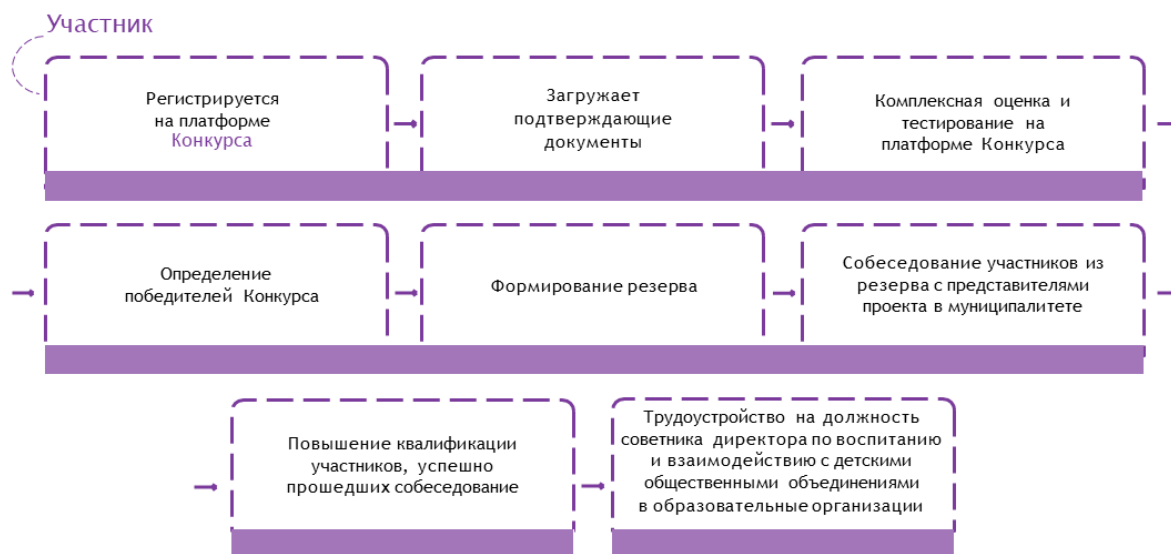 Участник
Регистрируется
на платформе
Конкурса
Загружает
подтверждающие
документы
Комплексная оценка и
тестирование на
платформе Конкурса
Определение
победителей Конкурса
Формирование резерва
Собеседование участников из
резерва с представителями
проекта в муниципалитете
Повышение квалификации
участников, успешно
прошедших собеседование
Трудоустройство на должность
советника директора по воспитанию
и взаимодействию с детскими
общественными объединениями
в образовательные организации